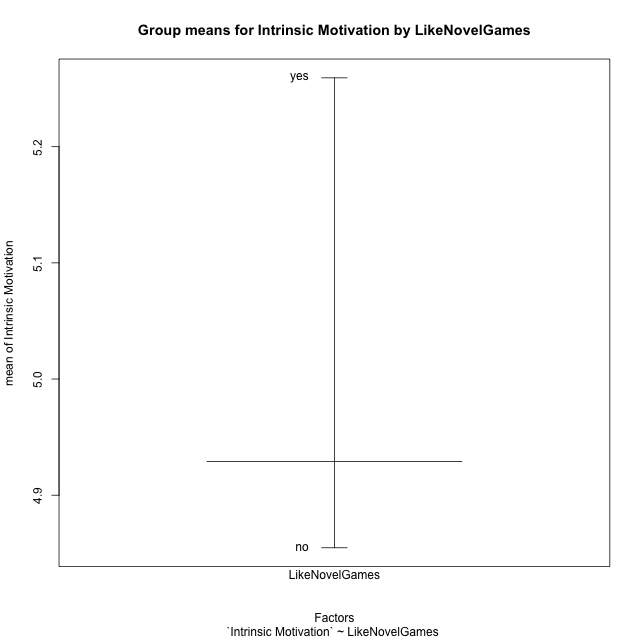 Group means for Intrinsic Motivation by LikeNovelGames
yes
5.2
5.1
mean of Intrinsic Motivation
5.0
4.9
no
LikeNovelGames
Factors
`Intrinsic Motivation` ~ LikeNovelGames